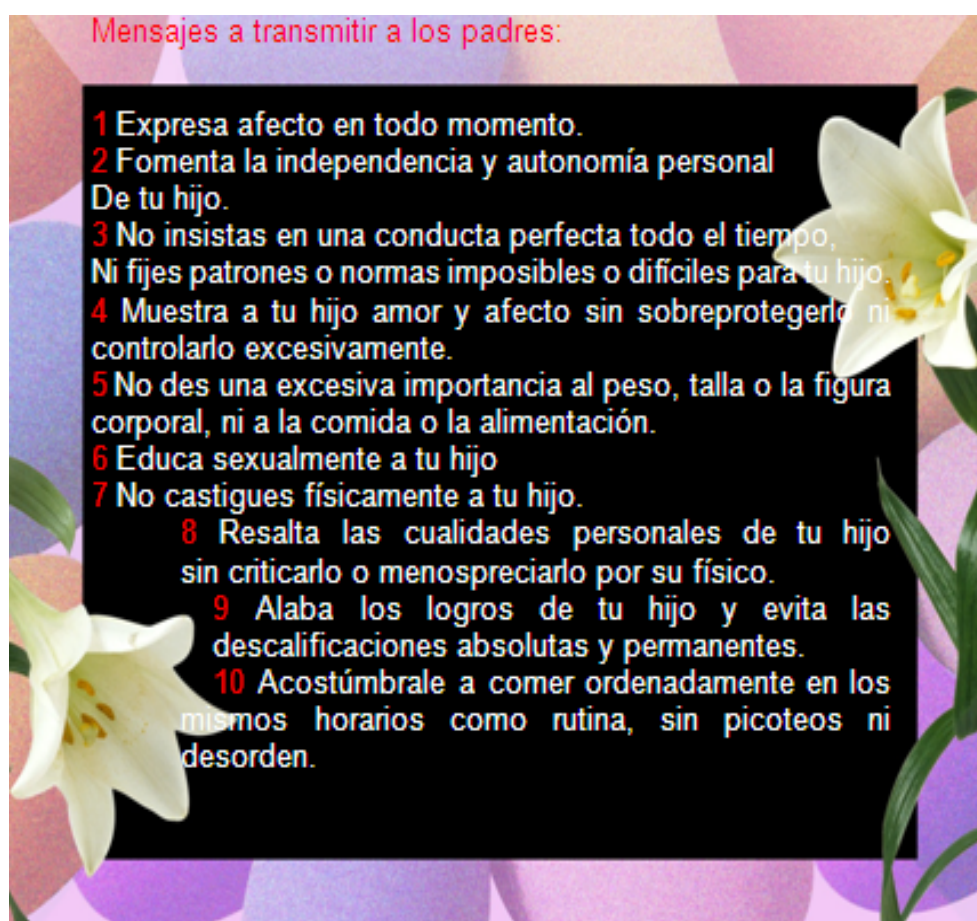 Mensajes a transmitir a los padres:
1 Expresa afecto en todo momento.
2 Fomenta la independencia y autonomía personal
De tu hijo.
3 No insistas en una conducta perfecta todo el tiempo,
Ni fijes patrones o normas imposibles o difíciles para tu hijo.
4 Muestra a tu hijo amor y afecto sin sobreprotegerlo ni
controlarlo excesivamente.
5 No des una excesiva importancia al peso, talla o la figura
corporal, ni a la comida o la alimentación.
6 Educa sexualmente a tu hijo
7 No castigues físicamente a tu hijo.
8 Resalta las cualidades personales de tu hijo
sin criticarlo o menospreciarlo por su físico.
9 Alaba los logros de tu hijo y evita las
descalificaciones absolutas y permanentes.
10 Acostúmbrale a comer ordenadamente en los
mismos horarios como rutina, sin picoteos ni
desorden.